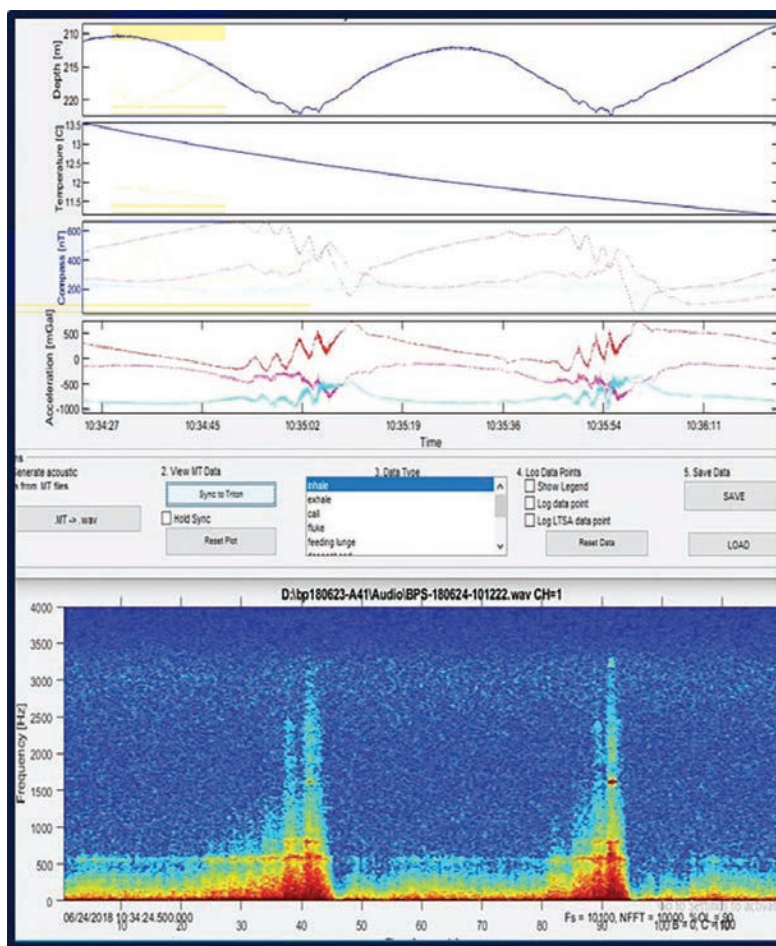 210
215
220
Depth [m]
13.5
13
12.5
12
11.5
Temperature [C]
600
400
200
Compass [nT]
500
0
-500
-1000
Acceleration [mGal]
10:34:27 10:34:45 10:35:02 10:35:19 10:35:36 10:35:54 10:36:11
Time
2. View MT Data 3. Data Type 4. Log Data Points 5. Save Data
Generate acoustic
from .MT files
.MT -> .wav
Sync to Triton
Hold Sync
Reset Plot
inhale
exhale
call
fluke
feeding lunge
Show Legend
Log data point
Log LTSA data point
Reset Data
SAVE
LOAD
D:\bp180623-A41\Audio\BPS-180624-101222.wav CH=1
4000
3500
3000
2500
2000
1500
1000
500
0
Frequency [Hz]
10 20 30 40 50 60 70 80 90 100
06/24/2018 10:34:24.500.000
Fs = 10100, NFFT = 10000, %OL = 90
B = 0, C = 100